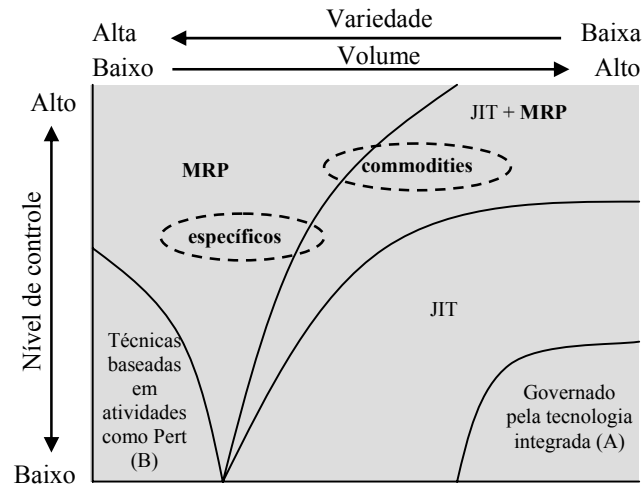 Variedade
Alta
Baixa
Volume
Baixo
Alto
Alto
JIT + MRP
commodities
MRP
específicos
Nível de controle
JIT
Técnicas
baseadas
em
atividades
como Pert
(B)
Governado
pela tecnologia
integrada (A)
Baixo